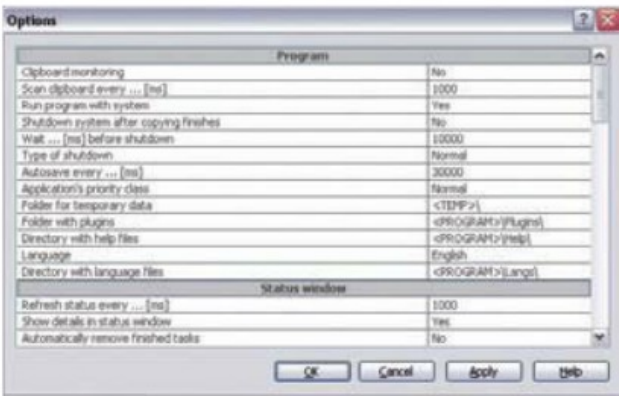 Options
Program
Clipboard monitoring No
Scan clipboard every ... [ms] 1000
Run program with system Yes
Shutdown system after copying finishes No
Wait ... [ms] before shutdown 10000
Type of shutdown Normal
Autosave every ... [ms] 30000
Application's priority class Normal
Folder for temporary data <TEMP>\
Folder with plugins <PROGRAM>\Plugins\
Directory with help files <PROGRAM>\Help\
Language English
Directory with language files <PROGRAM>\Langs\
Status window
Refresh status every ... [ms] 1000
Show details in status window Yes
Automatically remove finished tasks No
OK Cancel Apply Help